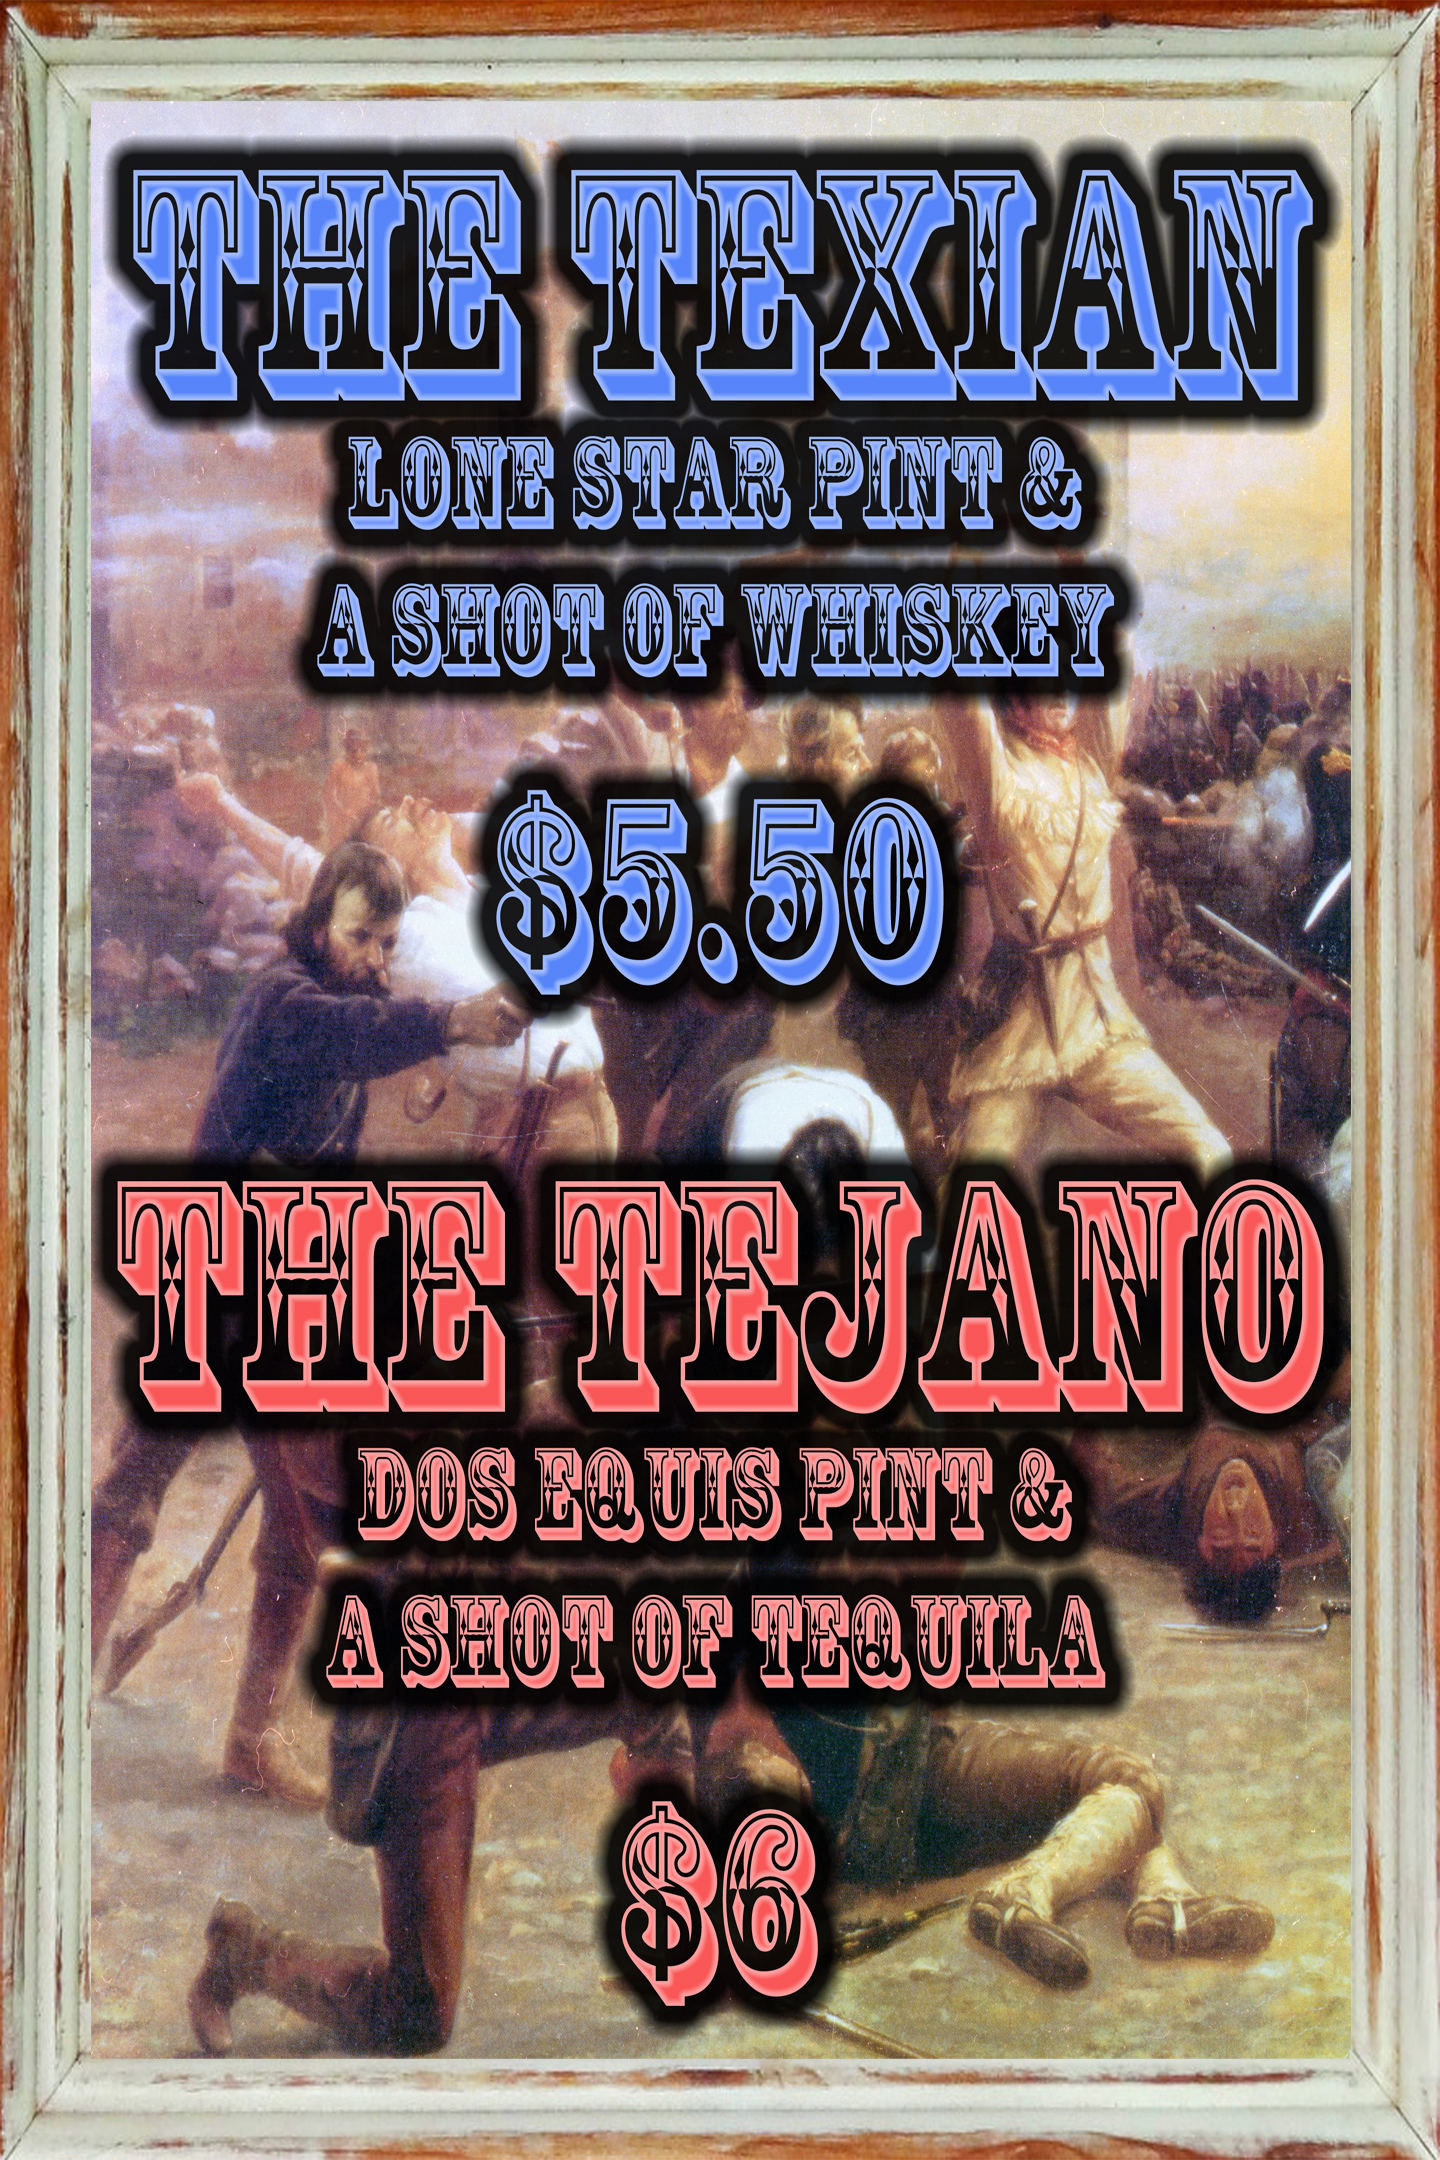 THE TEXIAN
LONE STAR PINT &
A SHOT OF WHISKEY
$5.50
THE TEJANO
DOS EQUIS PINT &
A SHOT OF TEQUILA
$6